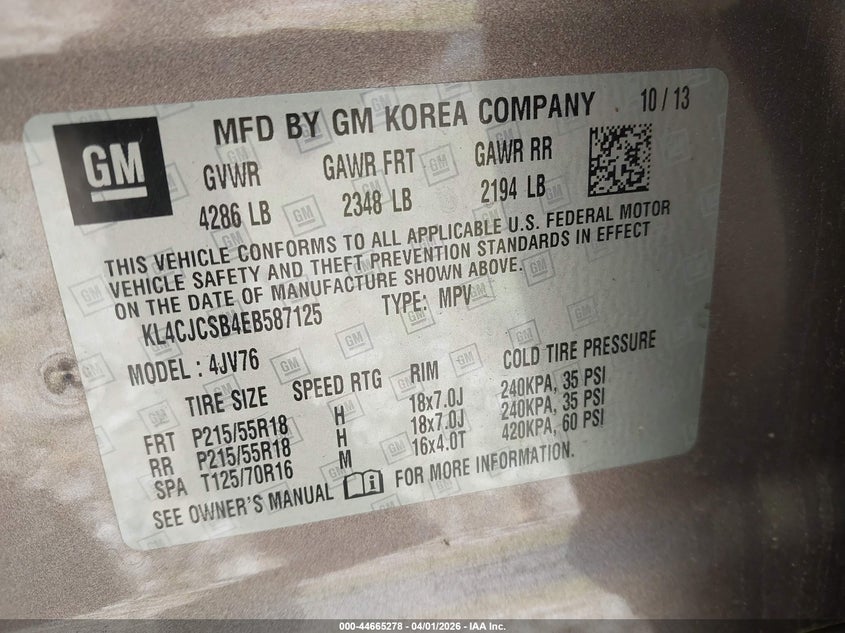 GM
MFD BY GM KOREA COMPANY 10 / 13
GVWR GAWR FRT GAWR RR
4286 LB 2348 LB 2194 LB
THIS VEHICLE CONFORMS TO ALL APPLICABLE U.S. FEDERAL MOTOR
VEHICLE SAFETY AND THEFT PREVENTION STANDARDS IN EFFECT
ON THE DATE OF MANUFACTURE SHOWN ABOVE.
KL4CJCSB4EB587125 TYPE: MPV
MODEL : 4JV76
TIRE SIZE SPEED RTG RIM COLD TIRE PRESSURE
FRT P215/55R18 H 18x7.0J 240KPA, 35 PSI
RR P215/55R18 H 18x7.0J 240KPA, 35 PSI
SPA T125/70R16 M 16x4.0T 420KPA, 60 PSI
SEE OWNER'S MANUAL FOR MORE INFORMATION.
000-44665278 - 04/01/2026 - IAA Inc.